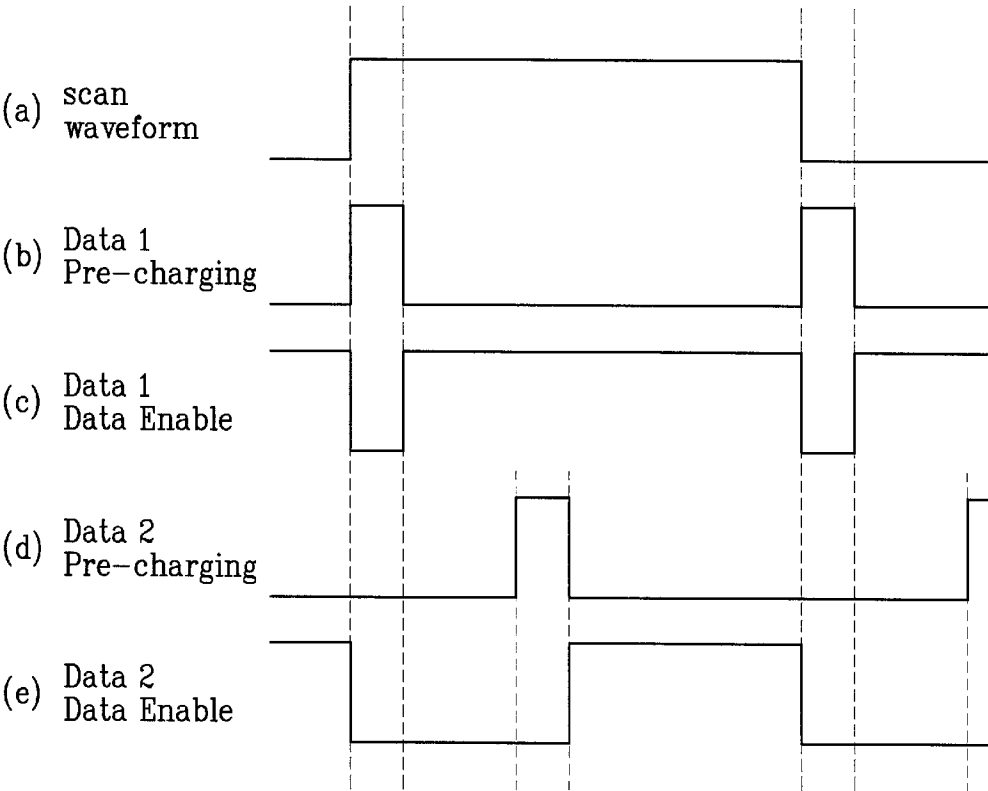 (a) scan
waveform
(b) Data 1
Pre-charging
(c) Data 1
Data Enable
(d) Data 2
Pre-charging
(e) Data 2
Data Enable